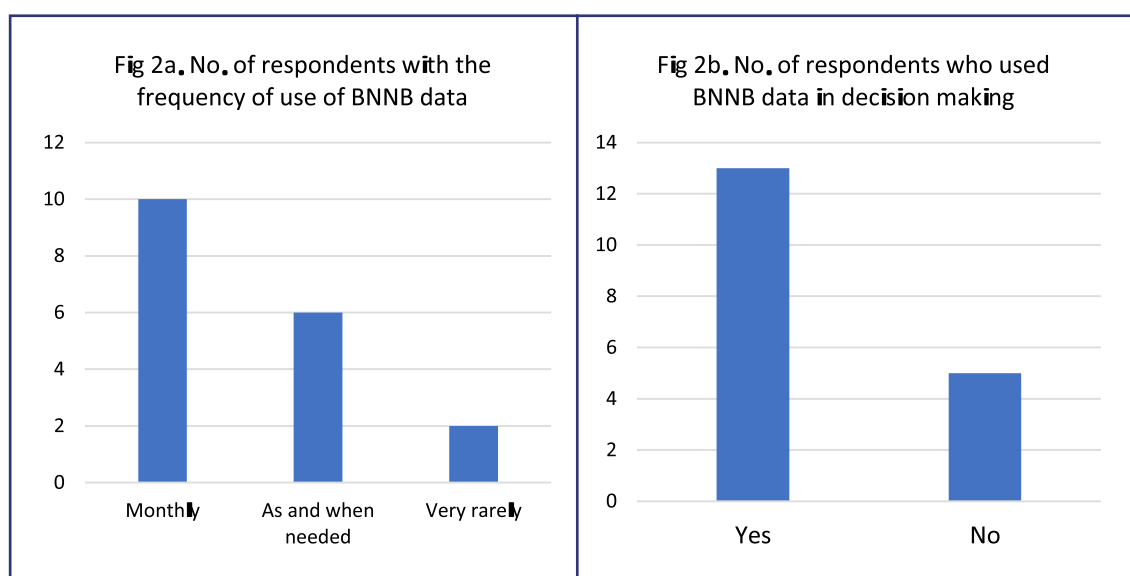 Fig 2a. No. of respondents with the
frequency of use of BNNB data
12
10
8
6
4
2
0
Monthly
As and when
needed
Very rarely
Fig 2b. No. of respondents who used
BNNB data in decision making
14
12
10
8
6
4
2
0
Yes
No